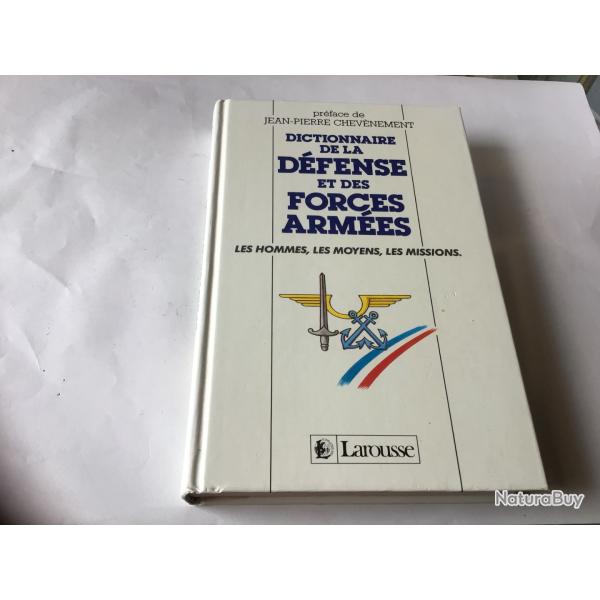 préface de
JEAN-PIERRE CHEVÈNEMENT
DICTIONNAIRE
DE LA
DÉFENSE
ET DES
FORCES
ARMÉES
LES HOMMES, LES MOYENS, LES MISSIONS.
Larousse
NaturaBuy